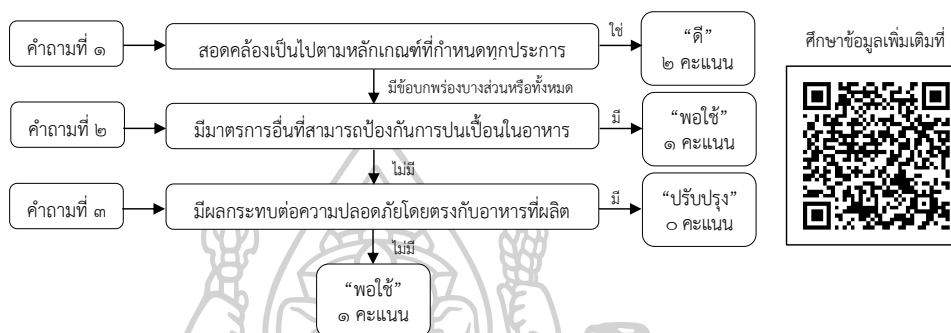 คำถามที่ ๑
สอดคล้องเป็นไปตามหลักเกณฑ์ที่กำหนดทุกประการ
ใช่
“ดี”
๒ คะแนน
ศึกษาข้อมูลเพิ่มเติมที่
มีข้อบกพร่องบางส่วนหรือทั้งหมด
คำถามที่ ๒
มีมาตรการอื่นที่สามารถป้องกันการปนเปื้อนในอาหาร
มี
“พอใช้”
๑ คะแนน
ไม่มี
คำถามที่ ๓
มีผลกระทบต่อความปลอดภัยโดยตรงกับอาหารที่ผลิต
มี
“ปรับปรุง”
๐ คะแนน
ไม่มี
“พอใช้”
๑ คะแนน